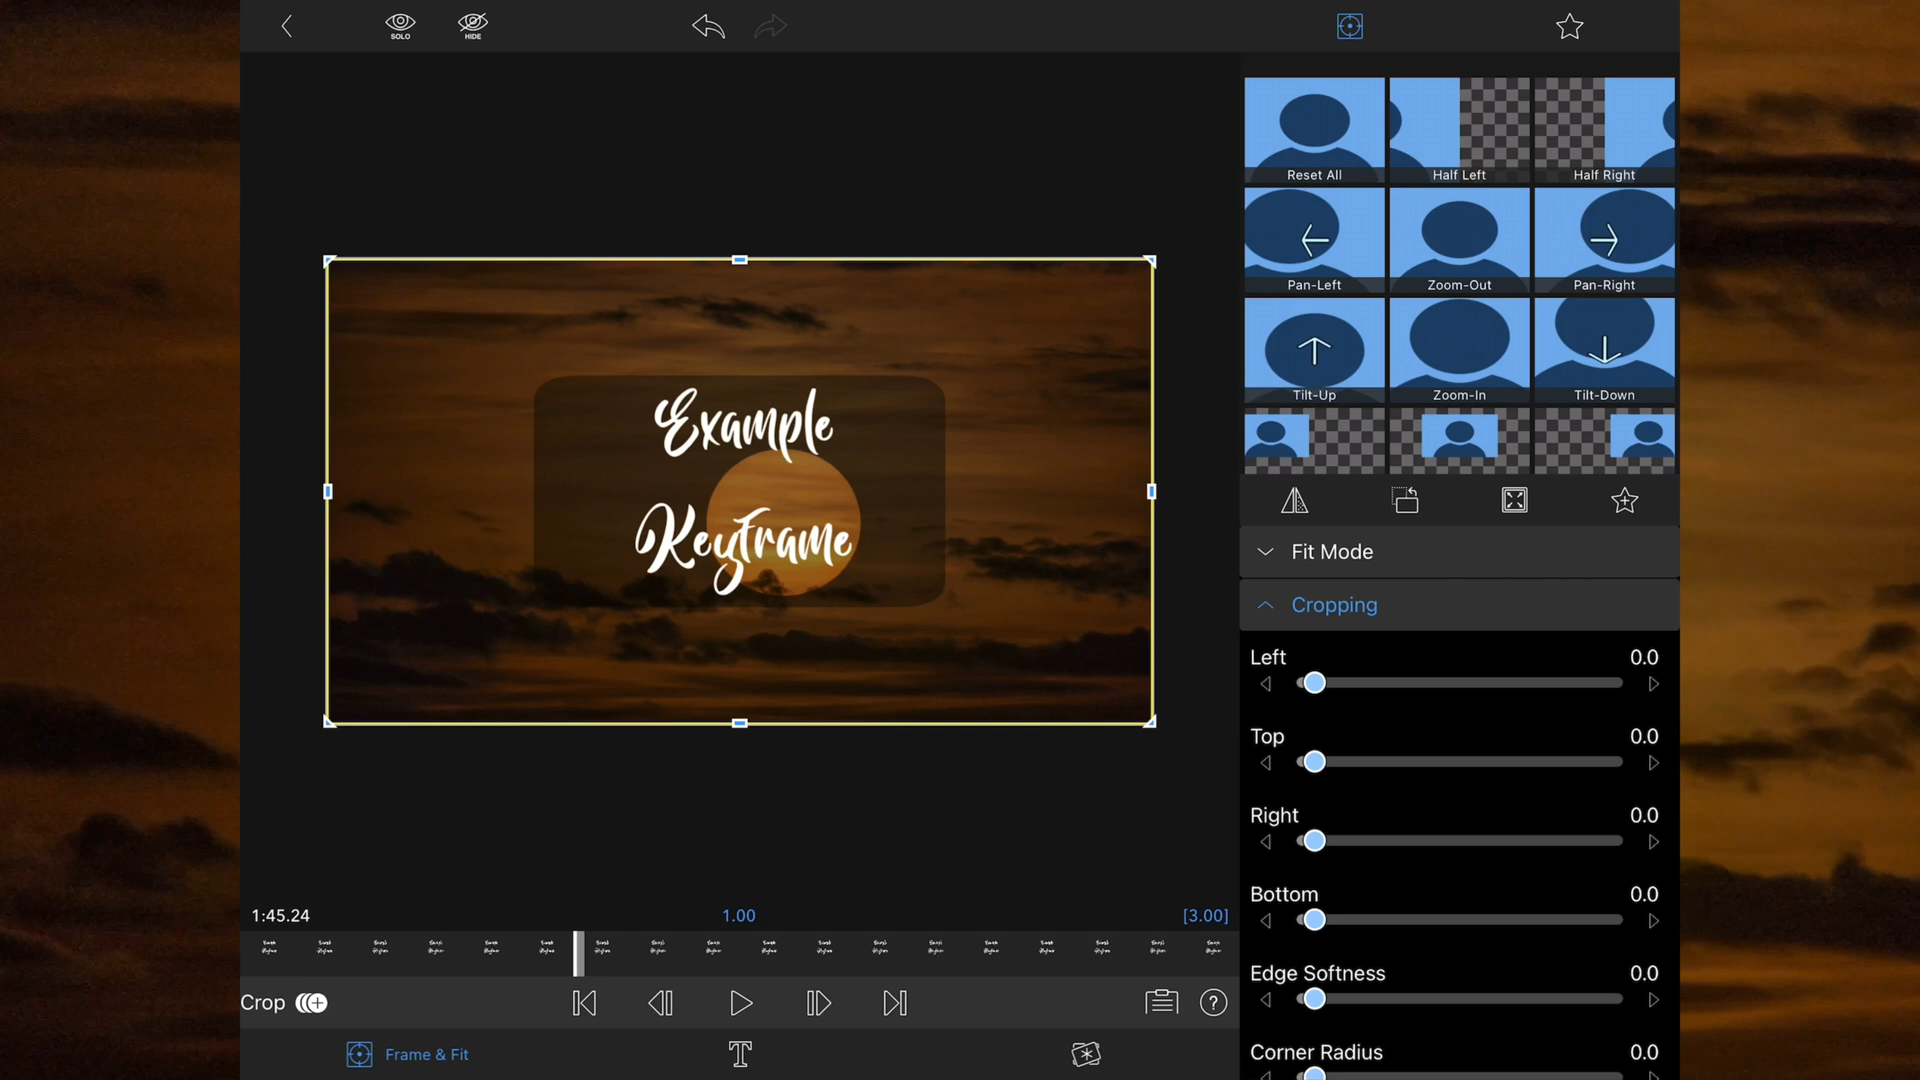 SOLO
HIDE
Reset All
Half Left
Half Right
Pan-Left
Zoom-Out
Pan-Right
Tilt-Up
Zoom-In
Tilt-Down
Example
Keyframe
Fit Mode
Cropping
Left
0.0
Top
0.0
Right
0.0
Bottom
0.0
Edge Softness
0.0
Corner Radius
0.0
1:45.24
1.00
[3.00]
Crop
?
Frame & Fit
T